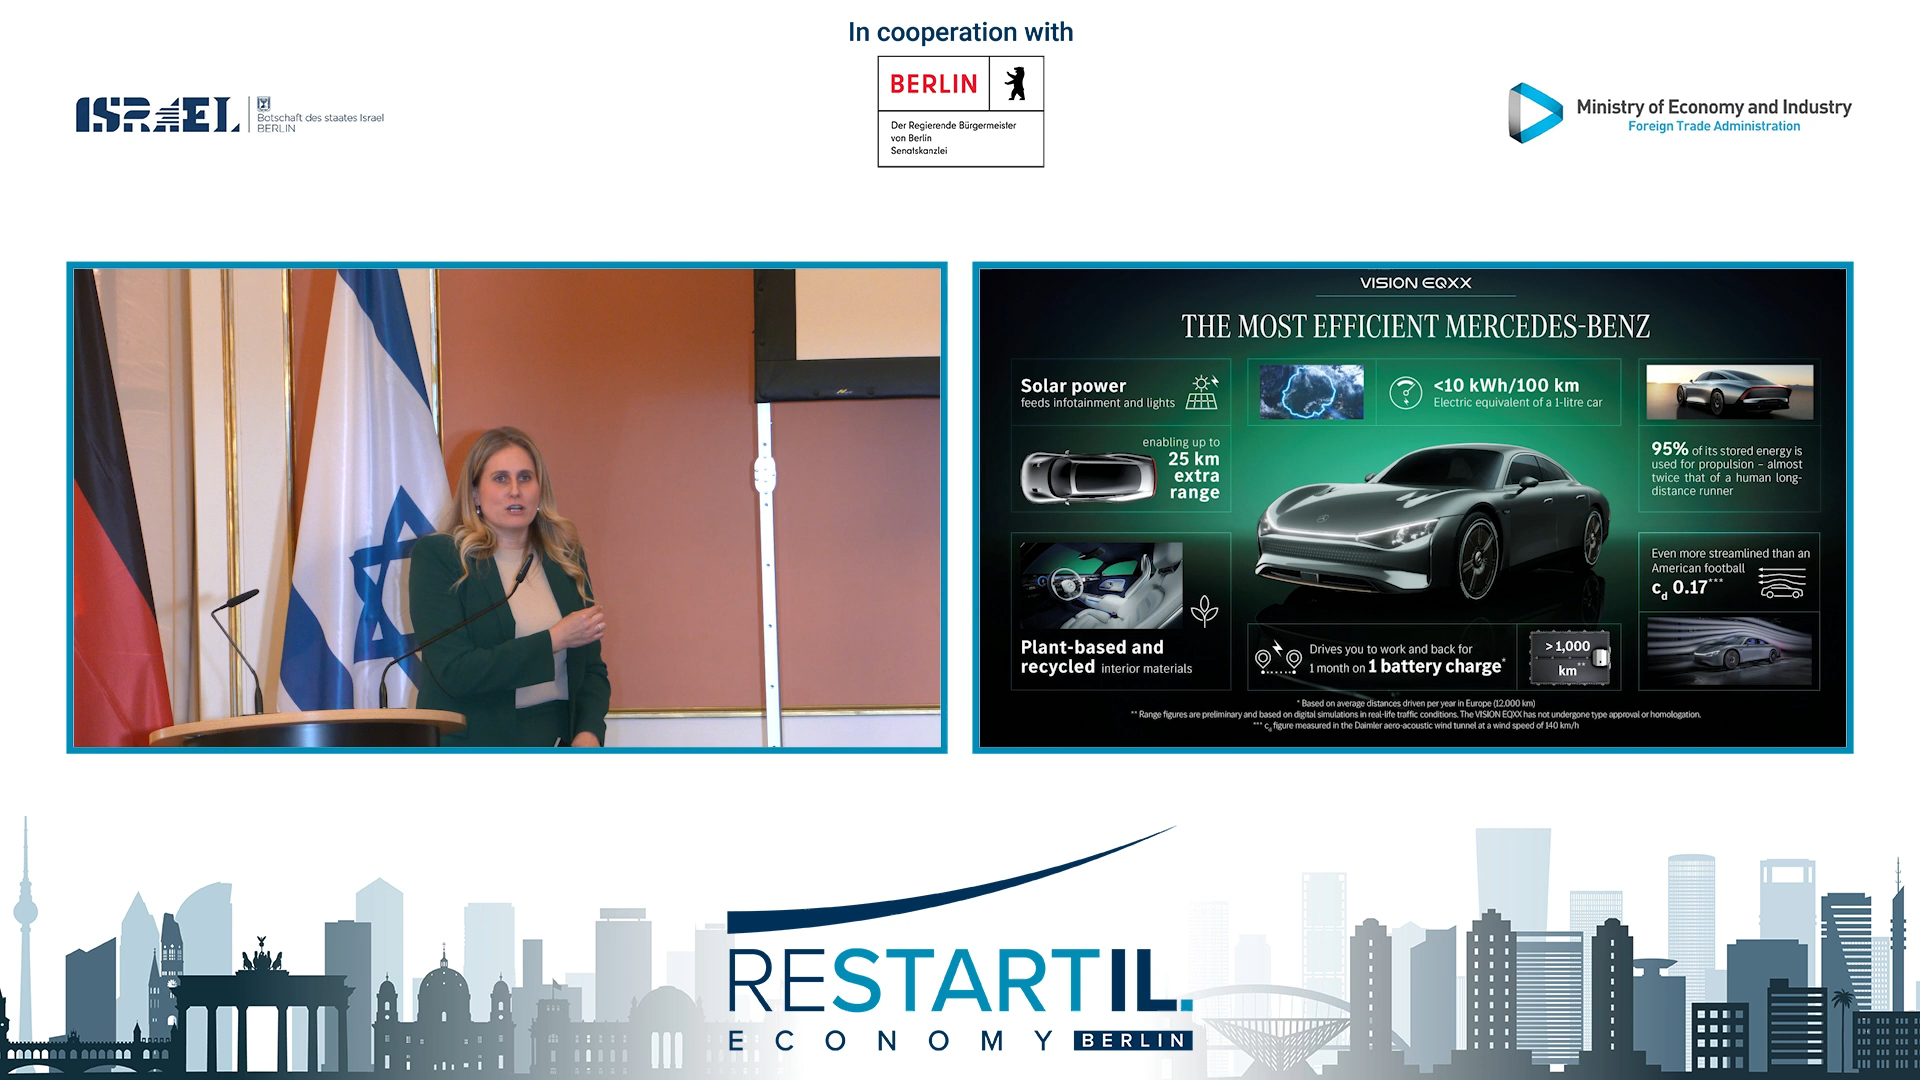 In cooperation with
BERLIN
Der Regierende Bürgermeister
von Berlin
Senatskanzlei
ISRAEL
Botschaft des staates Israel
BERLIN
Ministry of Economy and Industry
Foreign Trade Administration
VISION EQXX
THE MOST EFFICIENT MERCEDES-BENZ
Solar power
feeds infotainment and lights
enabling up to
25 km
extra
range
Plant-based and
recycled interior materials
<10 kWh/100 km
Electric equivalent of a 1-litre car
Drives you to work and back for
1 month on 1 battery charge*
>1,000
km**
95% of its stored energy is
used for propulsion – almost
twice that of a human long-
distance runner
Even more streamlined than an
American football
cd 0.17***
* Based on average distances driven per year in Europe (12,000 km)
** Range figures are preliminary and based on digital simulations in real-life traffic conditions. The VISION EQXX has not undergone type approval or homologation.
*** cd figure measured in the Daimler aero-acoustic wind tunnel at a wind speed of 140 km/h
RESTARTIL.
ECONOMY BERLIN